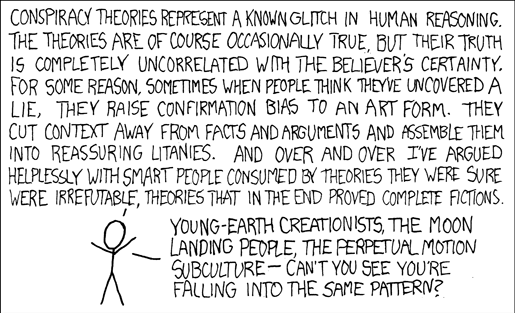 CONSPIRACY THEORIES REPRESENT A KNOWN GLITCH IN HUMAN REASONING.
THE THEORIES ARE OF COURSE OCCASIONALLY TRUE, BUT THEIR TRUTH
IS COMPLETELY UNCORRELATED WITH THE BELIEVER'S CERTAINTY.
FOR SOME REASON, SOMETIMES WHEN PEOPLE THINK THEY'VE UNCOVERED A
LIE, THEY RAISE CONFIRMATION BIAS TO AN ART FORM. THEY
CUT CONTEXT AWAY FROM FACTS AND ARGUMENTS AND ASSEMBLE THEM
INTO REASSURING LITANIES. AND OVER AND OVER I'VE ARGUED
HELPLESSLY WITH SMART PEOPLE CONSUMED BY THEORIES THEY WERE SURE
WERE IRREFUTABLE, THEORIES THAT IN THE END PROVED COMPLETE FICTIONS.
YOUNG-EARTH CREATIONISTS, THE MOON
LANDING PEOPLE, THE PERPETUAL MOTION
SUBCULTURE— CAN'T YOU SEE YOU'RE
FALLING INTO THE SAME PATTERN?